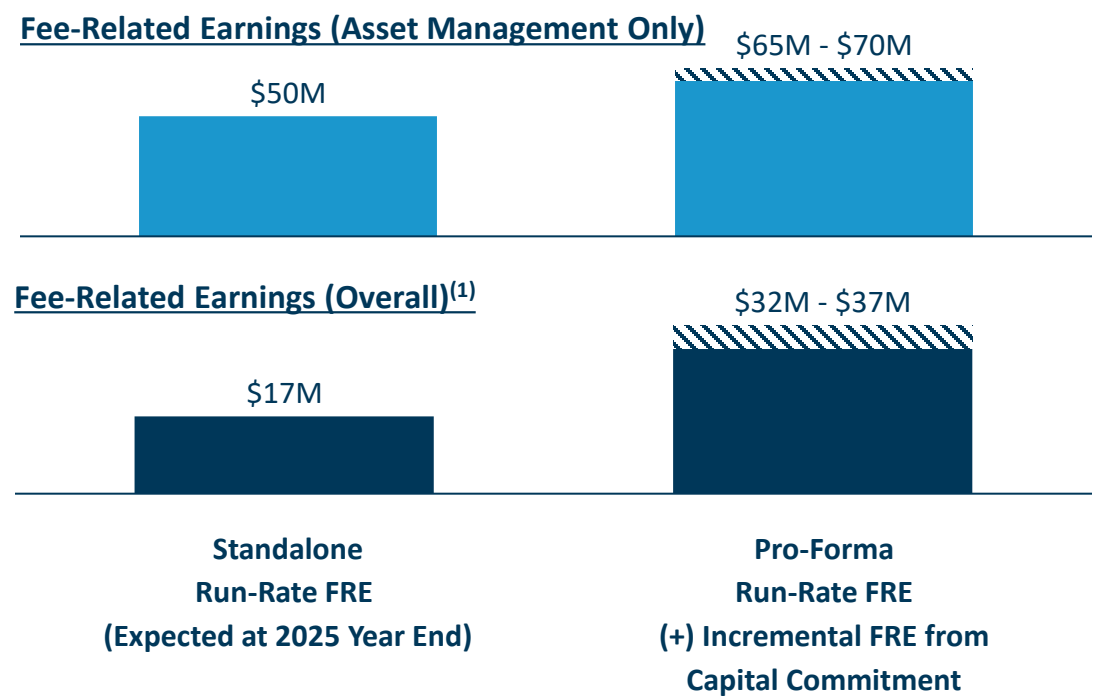 Fee-Related Earnings (Asset Management Only)
$65M - $70M
$50M
Fee-Related Earnings (Overall)(1)
$32M - $37M
$17M
Standalone
Run-Rate FRE
(Expected at 2025 Year End)
Pro-Forma
Run-Rate FRE
(+) Incremental FRE from
Capital Commitment